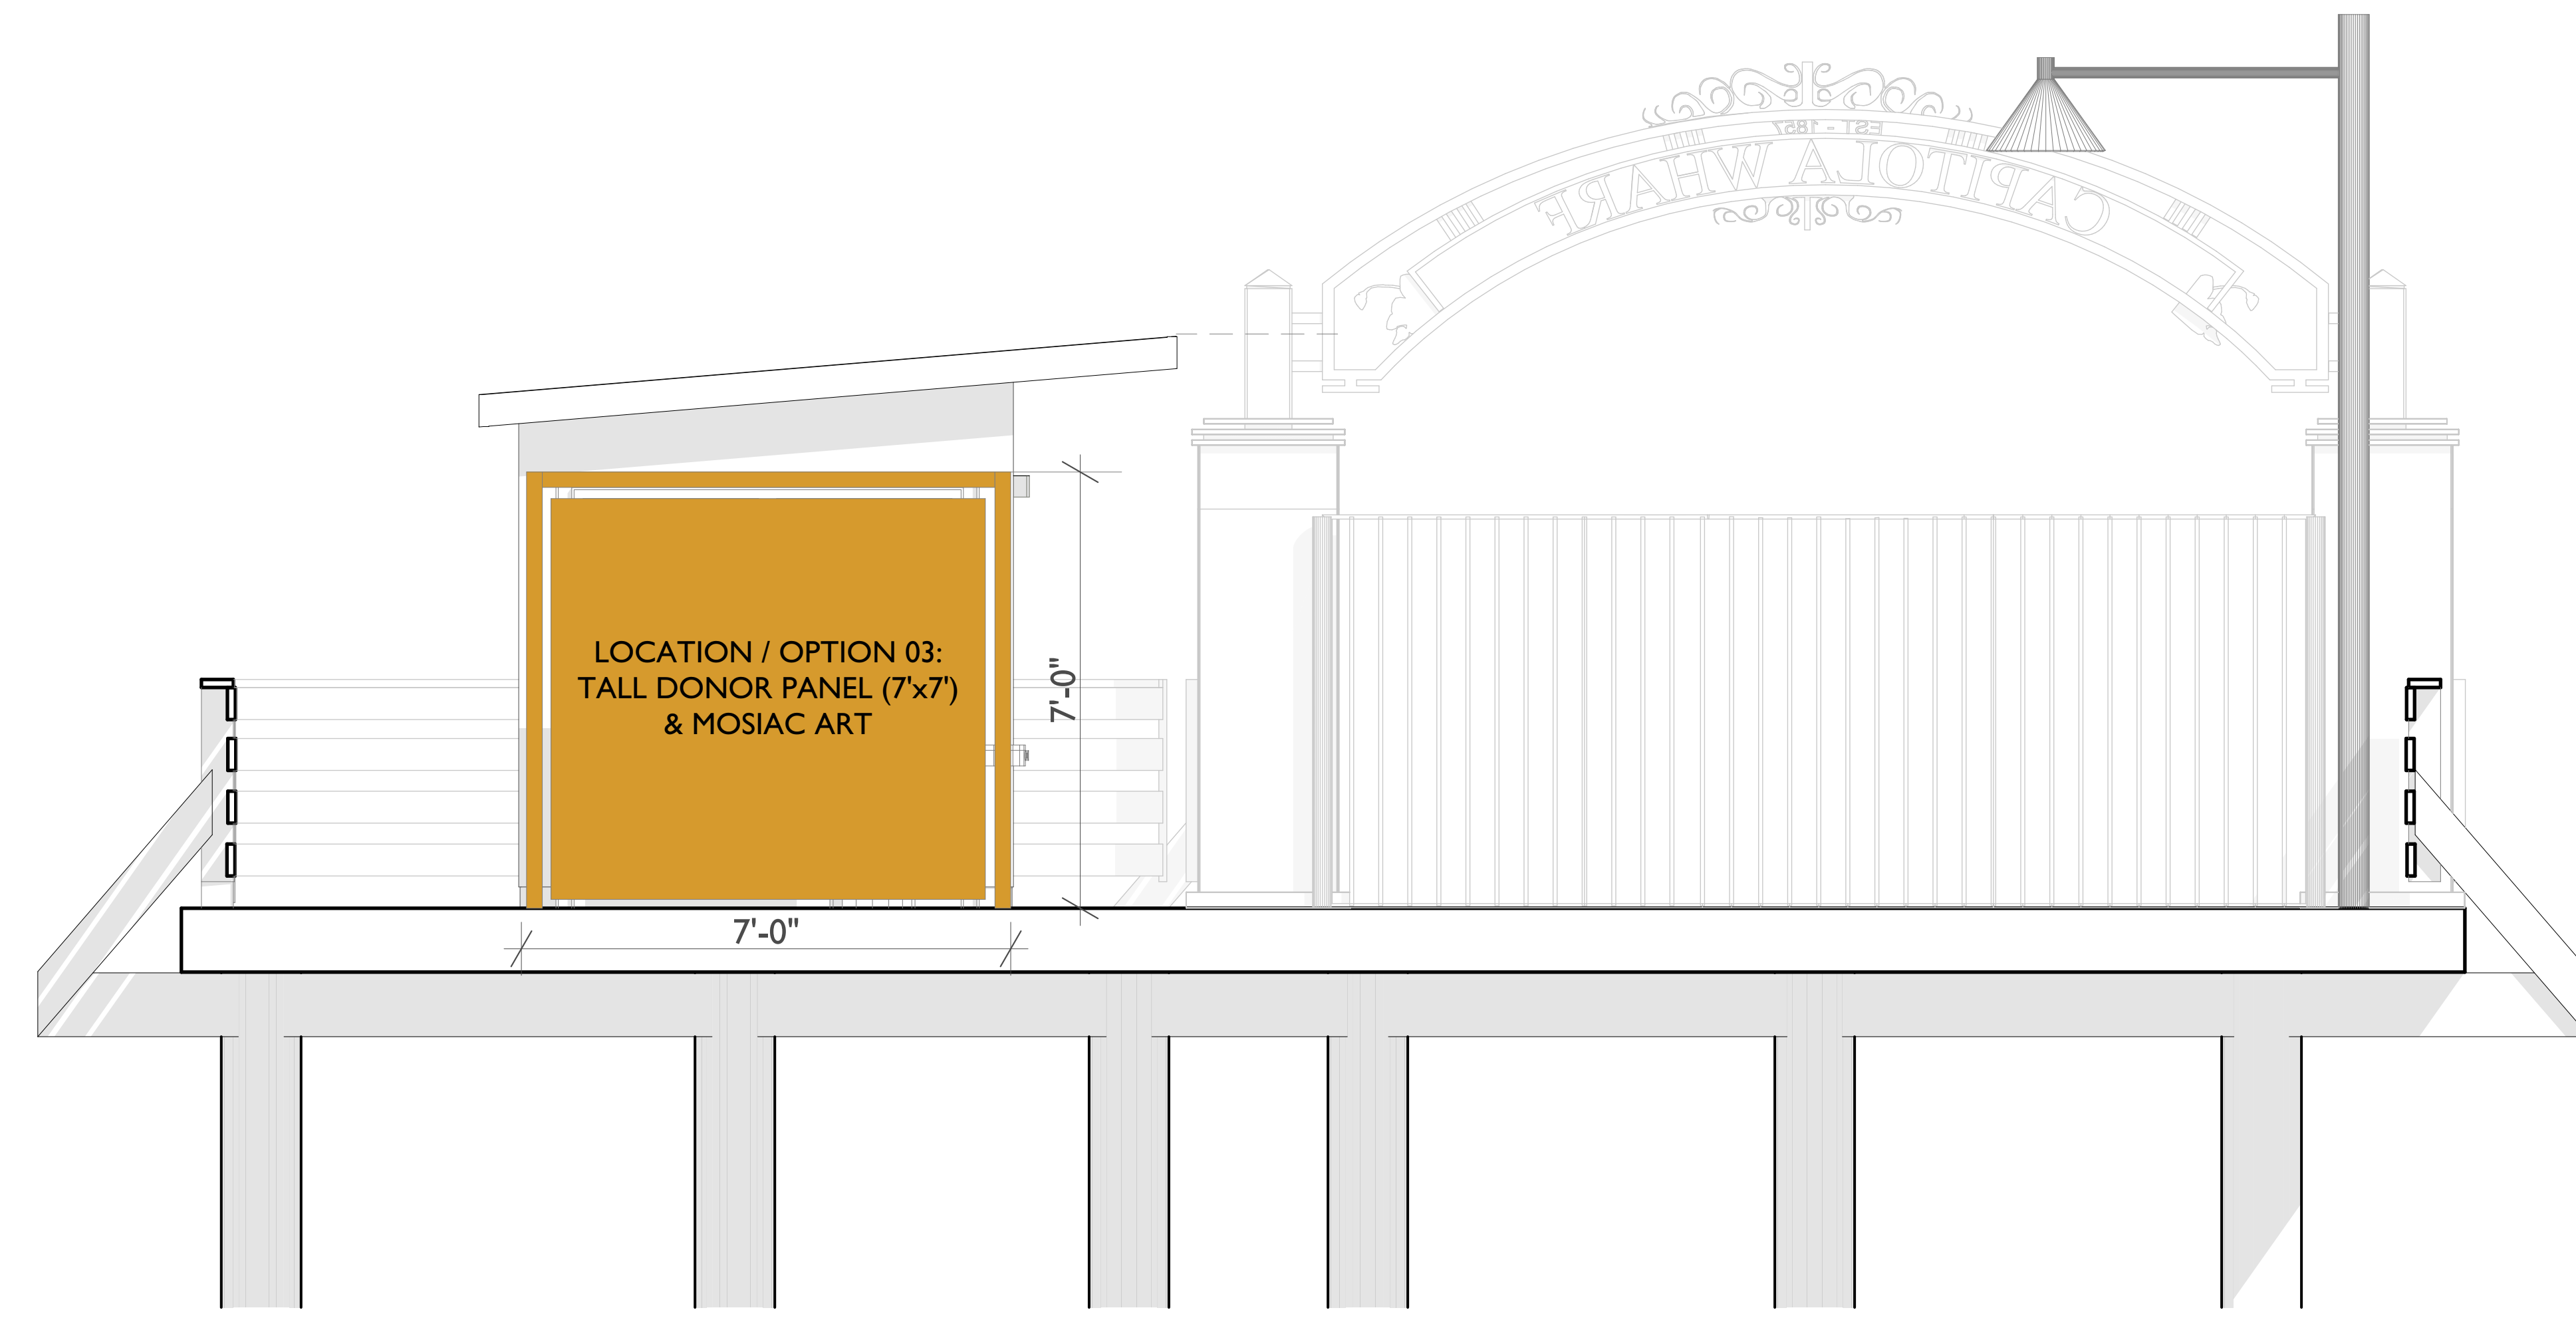 EST - 1857
CAPITOLA WHARF
LOCATION / OPTION 03:
TALL DONOR PANEL (7'x7')
& MOSIAC ART
7'-0"
7'-0"